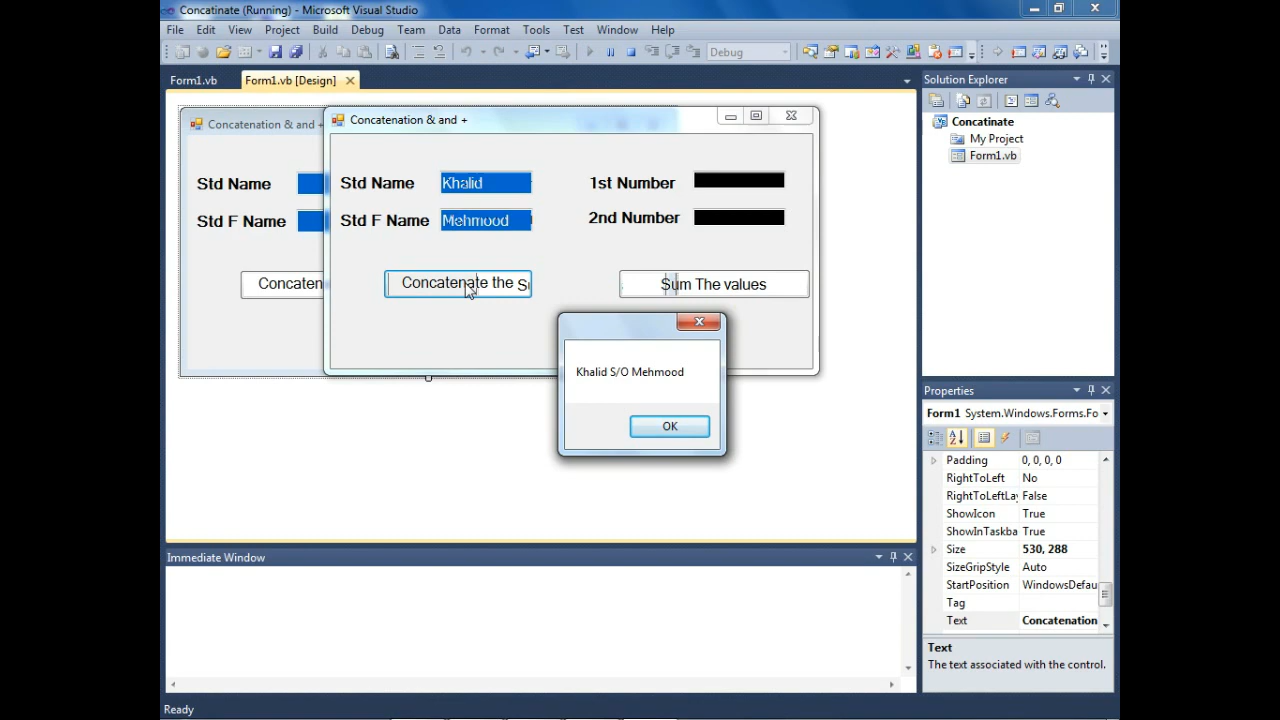 Concatinate (Running) - Microsoft Visual Studio
File Edit View Project Build Debug Team Data Format Tools Test Window Help
Debug
Form1.vb Form1.vb [Design]
Solution Explorer
Concatinate
My Project
Form1.vb
Concatenation & and +
Concatenation & and +
Std Name
Std F Name
Concaten
Std Name Khalid 1st Number
Std F Name Mehmood 2nd Number
Concatenate the Sum The values
Khalid S/O Mehmood
OK
Properties
Form1 System.Windows.Forms.Fo
Padding 0, 0, 0, 0
RightToLeft No
RightToLeftLay False
ShowIcon True
ShowInTaskba True
Size 530, 288
SizeGripStyle Auto
StartPosition WindowsDefau
Tag
Text Concatenation
Text
The text associated with the control.
Immediate Window
Ready